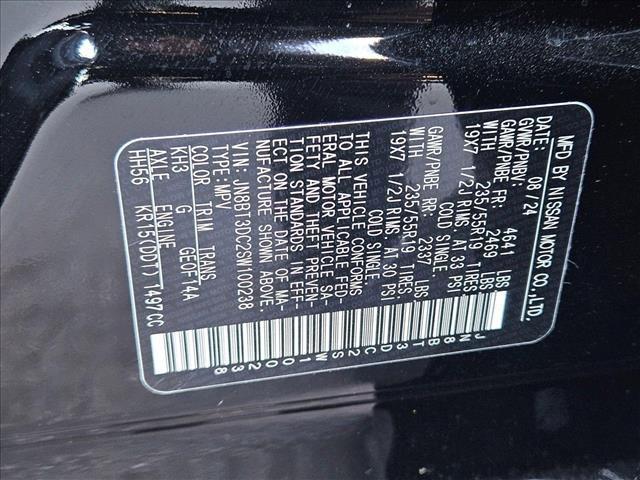 MFD BY NISSAN MOTOR CO.,LTD.
DATE: 08/24
GVWR/PNBV: 4641 LBS
GAWR/PNBE FR: 2469 LBS
WITH 235/55R19 TIRES
19X7 1/2J RIMS, AT 33 PSI
COLD SINGLE.
GAWR/PNBE RR: 2337 LBS
WITH 235/55R19 TIRES
19X7 1/2J RIMS, AT 30 PSI
COLD SINGLE.
THIS VEHICLE CONFORMS
TO ALL APPLICABLE FED-
ERAL MOTOR VEHICLE SA-
FETY AND THEFT PREVEN-
TION STANDARDS IN EFF-
ECT ON THE DATE OF MA-
NUFACTURE SHOWN ABOVE.
VIN: JN8BT3DC2SW100238
TYPE: MPV
COLOR TRIM TRANS
KH3 G GE0F14A
AXLE ENGINE
HH56 KR15(DDT) 1497CC
JN8BT3DC2SW100238